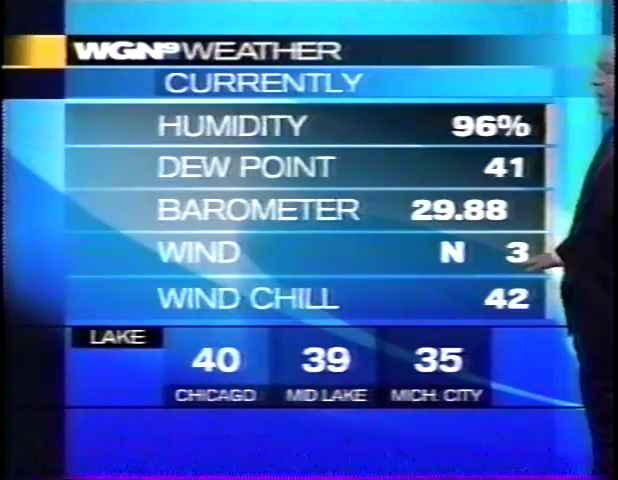 WGN9 WEATHER
CURRENTLY
HUMIDITY 96%
DEW POINT 41
BAROMETER 29.88
WIND N 3
WIND CHILL 42
LAKE
40 39 35
CHICAGO MID LAKE MICH. CITY